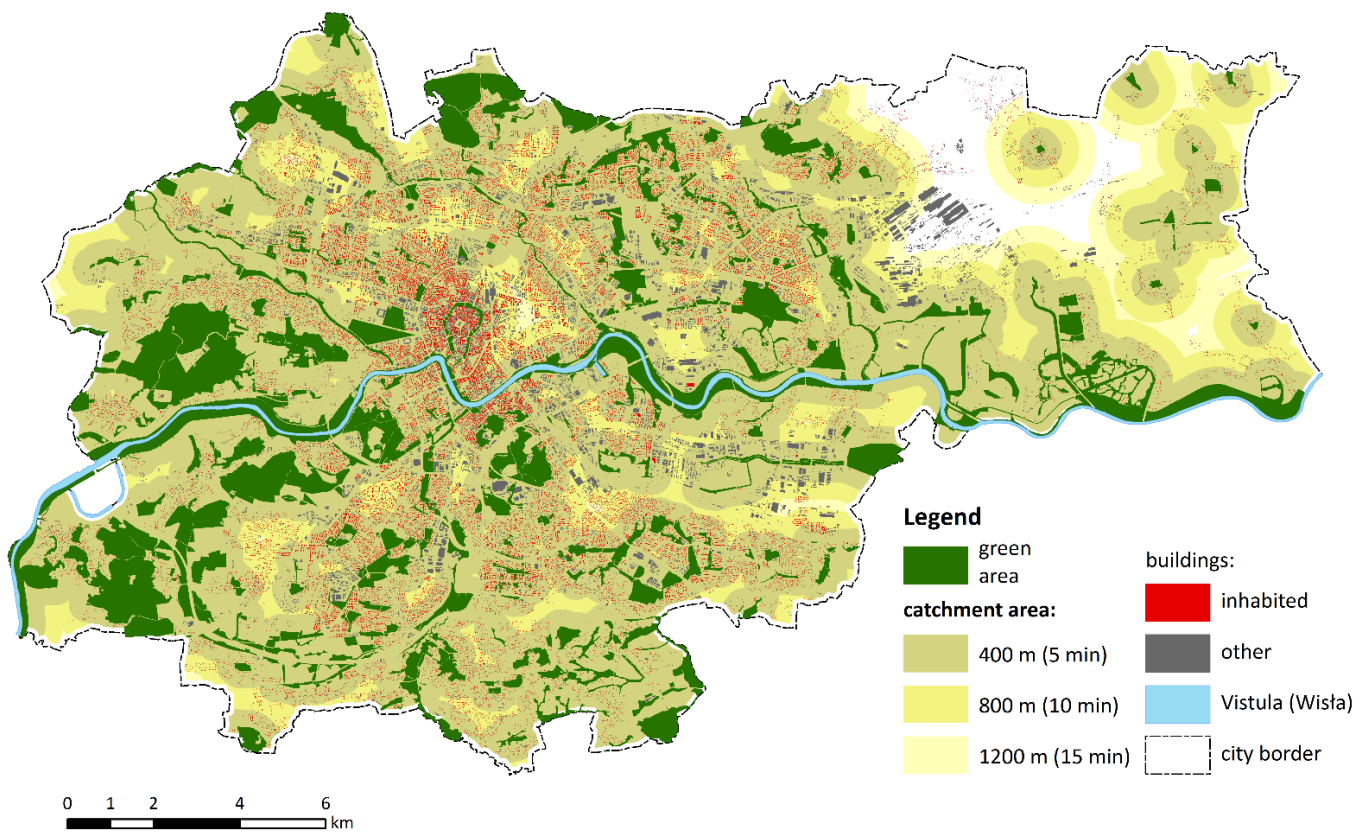 Legend
green
area
catchment area:
400 m (5 min)
800 m (10 min)
1200 m (15 min)
buildings:
inhabited
other
Vistula (Wisła)
city border
0 1 2 4 6
km